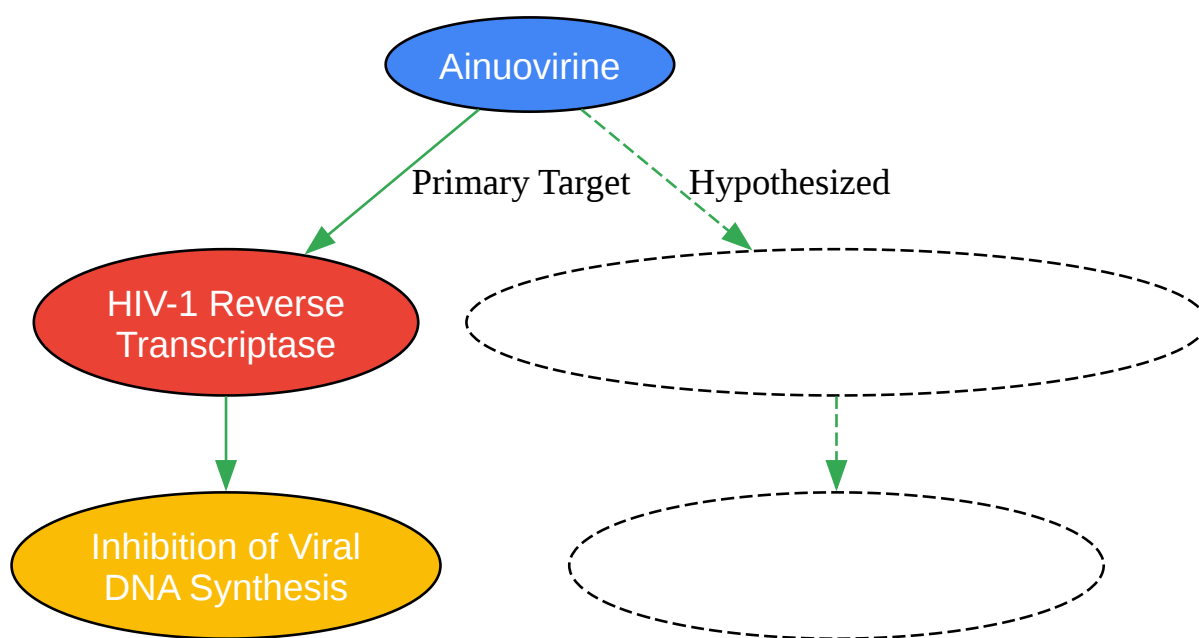 Ainuovirine
Primary Target
Hypothesized
HIV-1 Reverse
Transcriptase
Inhibition of Viral
DNA Synthesis